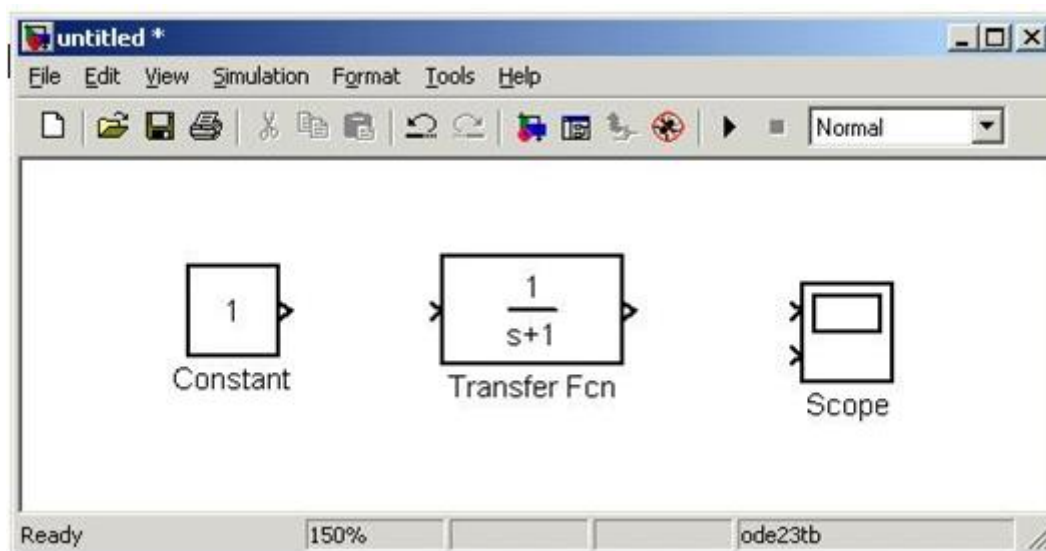 untitled *
File Edit View Simulation Format Tools Help
Normal
1
Constant
1
s+1
Transfer Fcn
Scope
Ready 150% ode23tb